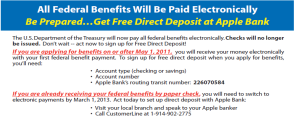 All Federal Benefits Will Be Paid Electronically
Be Prepared...Get Free Direct Deposit at Apple Bank
The U.S. Department of the Treasury will now pay all federal benefits electronically. Checks will no longer
be issued. Don't wait – act now to sign up for Free Direct Deposit!
If you are applying for benefits on or after May 1, 2011, you will receive your money electronically
with your first federal benefit payment. To sign up for free direct deposit when you apply for benefits,
you'll need:
• Account type (checking or savings)
• Account number
• Apple Bank's routing transit number: 226070584
If you are already receiving your federal benefits by paper check, you will need to switch to
electronic payments by March 1, 2013. Act today to set up direct deposit with Apple Bank:
• Visit your local branch and speak to your Apple banker
• Call CustomerLine at 1-914-902-2775